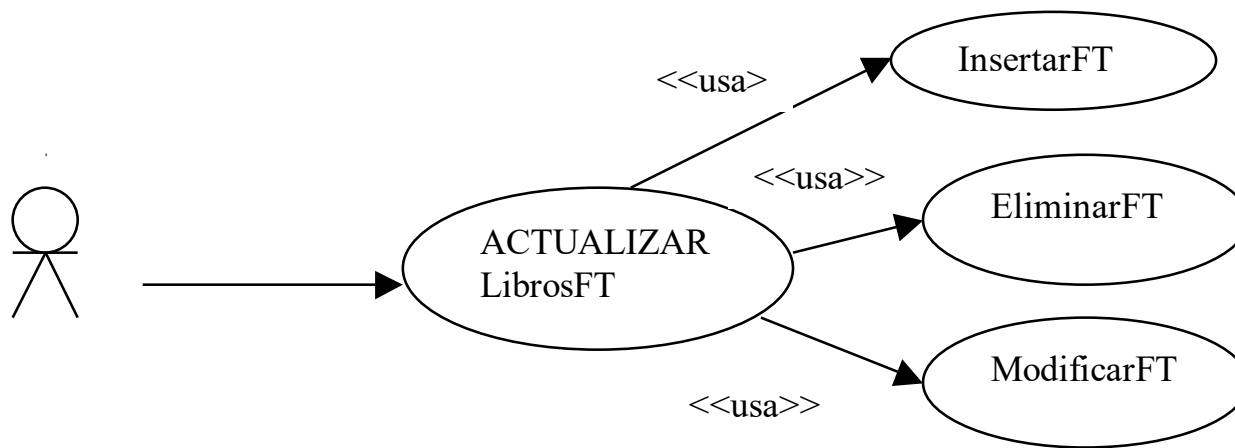 InsertarFT
<<usa>
<<usa>>
EliminarFT
ACTUALIZAR
LibrosFT
ModificarFT
<<usa>>